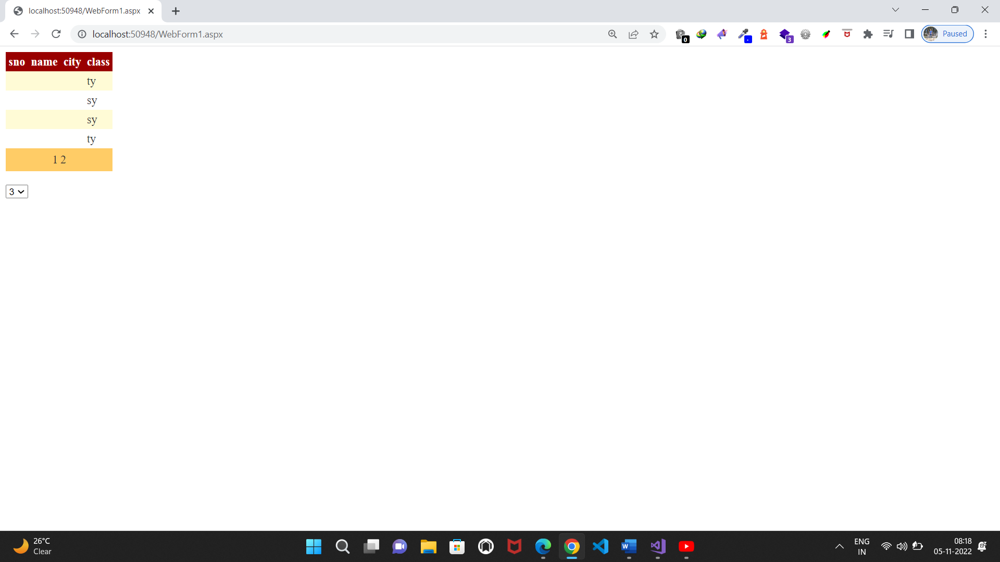 localhost:50948/WebForm1.aspx
localhost:50948/WebForm1.aspx
0
3
Paused
sno name city class
ty
sy
sy
ty
1 2
3
26°C
Clear
ENG
IN
08:18
05-11-2022